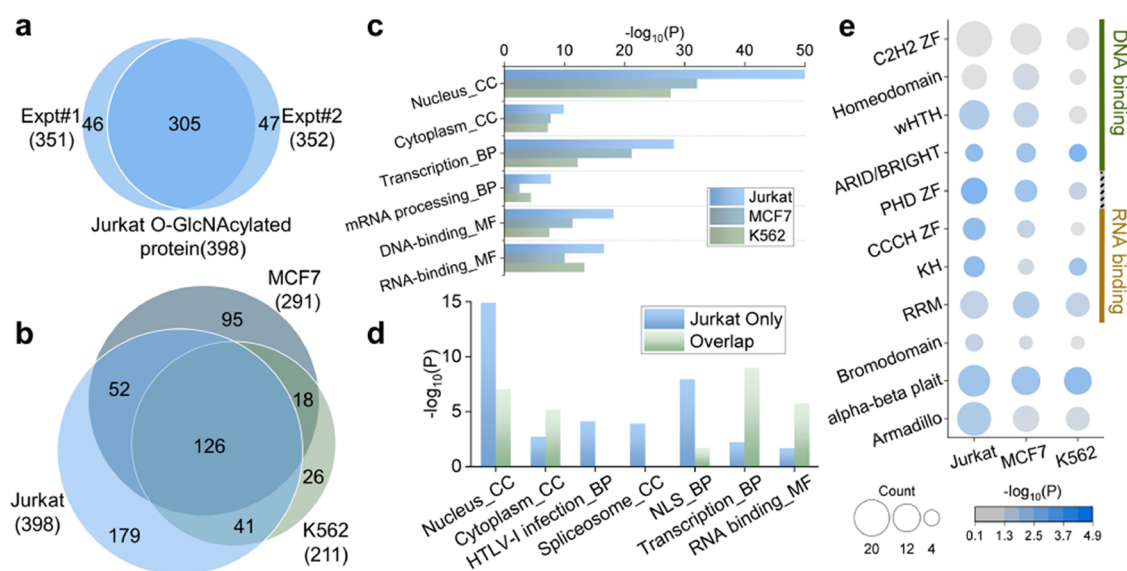 a
Expt#1
(351)
46
305
47
Expt#2
(352)
Jurkat O-GlcNAcylated
protein(398)
b
MCF7
(291)
95
52
18
126
26
Jurkat
(398)
179
41
K562
(211)
c
-log10(P)
0 10 20 30 40 50
Nucleus_CC
Cytoplasm_CC
Transcription_BP
mRNA processing_BP
DNA-binding_MF
RNA-binding_MF
Jurkat
MCF7
K562
d
-log10(P)
15
10
5
0
Jurkat Only
Overlap
Nucleus_CC
Cytoplasm_CC
HTLV-I infection_BP
Spliceosome_CC
NLS_BP
Transcription_BP
RNA binding_MF
e
C2H2 ZF
Homeodomain
wHTH
ARID/BRIGHT
PHD ZF
CCCH ZF
KH
RRM
Bromodomain
alpha-beta plait
Armadillo
DNA binding
RNA binding
Jurkat MCF7 K562
Count
20 12 4
-log10(P)
0.1 1.3 2.5 3.7 4.9